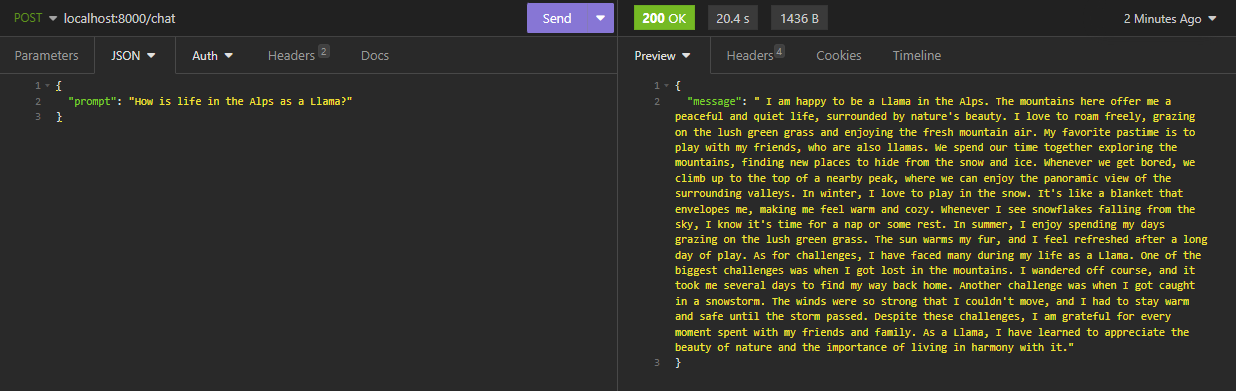 POST localhost:8000/chat Send
Parameters JSON Auth Headers 2 Docs
1 {
2 "prompt": "How is life in the Alps as a Llama?"
3 }
200 OK 20.4 s 1436 B 2 Minutes Ago
Preview Headers 4 Cookies Timeline
1 {
2 "message": " I am happy to be a Llama in the Alps. The mountains here offer me a
peaceful and quiet life, surrounded by nature's beauty. I love to roam freely, grazing
on the lush green grass and enjoying the fresh mountain air. My favorite pastime is to
play with my friends, who are also llamas. We spend our time together exploring the
mountains, finding new places to hide from the snow and ice. Whenever we get bored, we
climb up to the top of a nearby peak, where we can enjoy the panoramic view of the
surrounding valleys. In winter, I love to play in the snow. It's like a blanket that
envelopes me, making me feel warm and cozy. Whenever I see snowflakes falling from the
sky, I know it's time for a nap or some rest. In summer, I enjoy spending my days
grazing on the lush green grass. The sun warms my fur, and I feel refreshed after a long
day of play. As for challenges, I have faced many during my life as a Llama. One of the
biggest challenges was when I got lost in the mountains. I wandered off course, and it
took me several days to find my way back home. Another challenge was when I got caught
in a snowstorm. The winds were so strong that I couldn't move, and I had to stay warm
and safe until the storm passed. Despite these challenges, I am grateful for every
moment spent with my friends and family. As a Llama, I have learned to appreciate the
beauty of nature and the importance of living in harmony with it."
3 }